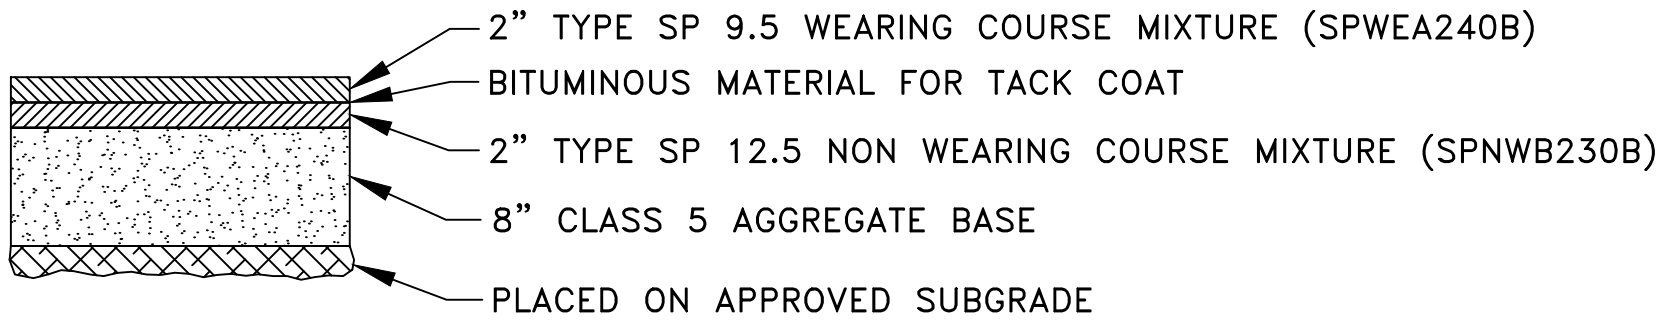 2” TYPE SP 9.5 WEARING COURSE MIXTURE (SPWEA240B)
BITUMINOUS MATERIAL FOR TACK COAT
2” TYPE SP 12.5 NON WEARING COURSE MIXTURE (SPNWB230B)
8” CLASS 5 AGGREGATE BASE
PLACED ON APPROVED SUBGRADE